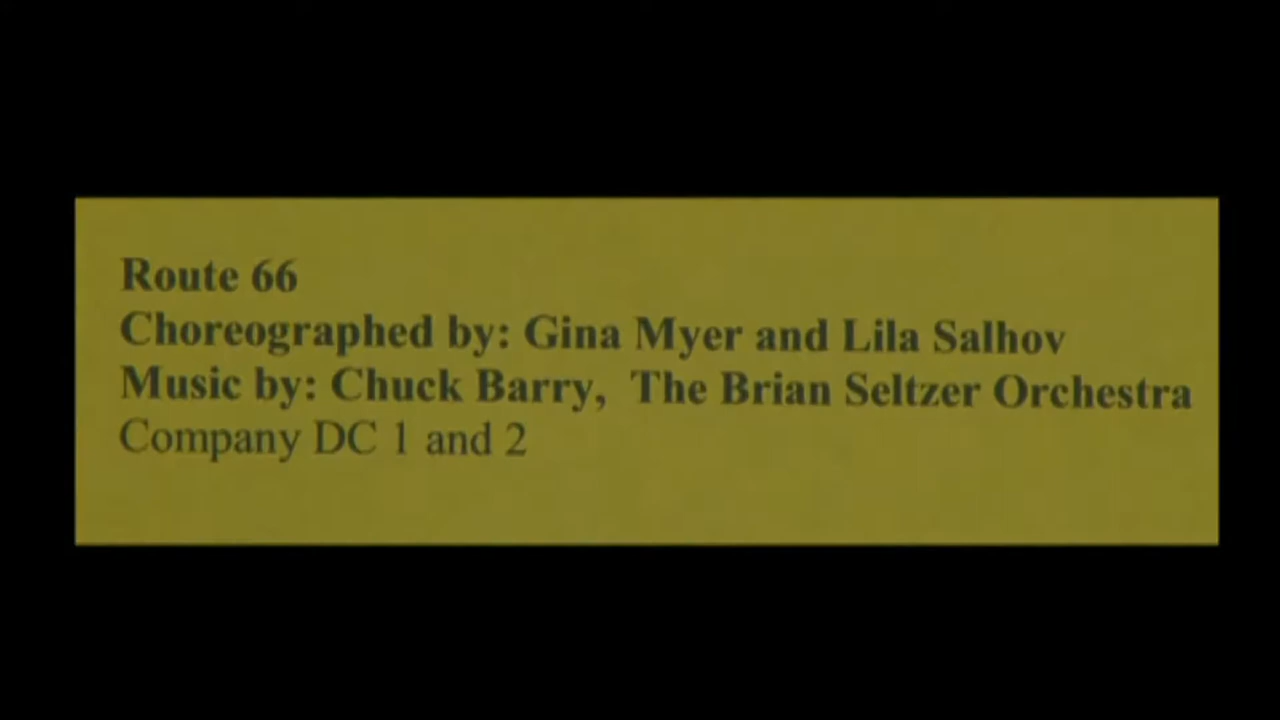 Route 66
Choreographed by: Gina Myer and Lila Salhov
Music by: Chuck Barry, The Brian Seltzer Orchestra
Company DC 1 and 2